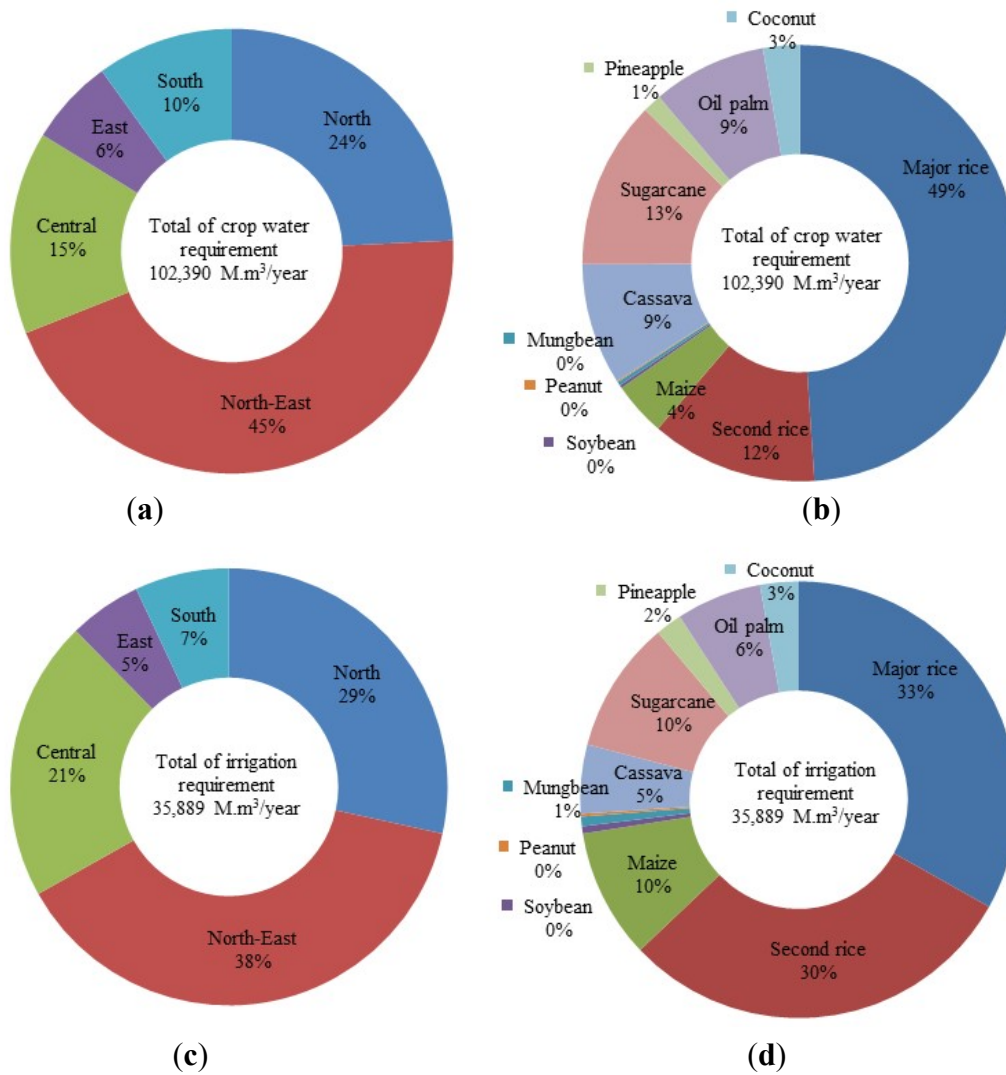 South
10%
North
24%
East
6%
Central
15%
Total of crop water
requirement
102,390 M.m³/year
North-East
45%
(a)
Coconut
3%
Pineapple
1%
Oil palm
9%
Major rice
49%
Sugarcane
13%
Total of crop water
requirement
102,390 M.m³/year
Cassava
9%
Mungbean
0%
Peanut
0%
Maize
4%
Soybean
0%
Second rice
12%
(b)
South
7%
North
29%
East
5%
Central
21%
Total of irrigation
requirement
35,889 M.m³/year
North-East
38%
(c)
Coconut
3%
Pineapple
2%
Oil palm
6%
Major rice
33%
Sugarcane
10%
Total of irrigation
requirement
35,889 M.m³/year
Cassava
5%
Mungbean
1%
Peanut
0%
Maize
10%
Soybean
0%
Second rice
30%
(d)